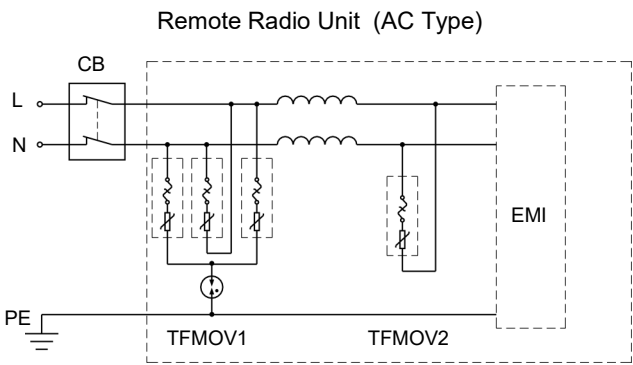 Remote Radio Unit (AC Type)
CB
L
N
EMI
PE
TFMOV1
TFMOV2